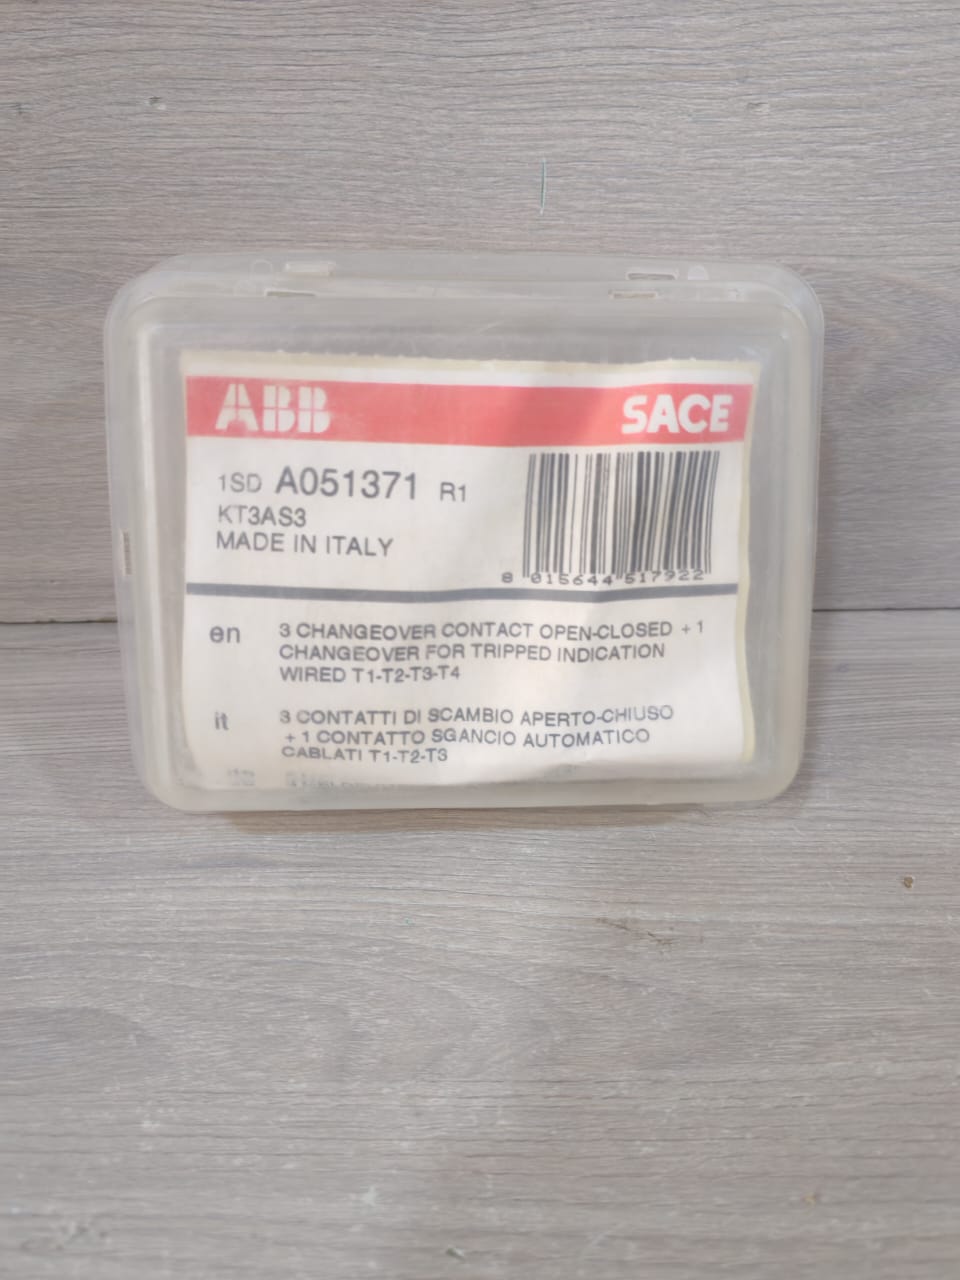 ABB SACE
1SD A051371 R1
KT3AS3
MADE IN ITALY
8 015644 517922
en 3 CHANGEOVER CONTACT OPEN-CLOSED + 1
CHANGEOVER FOR TRIPPED INDICATION
WIRED T1-T2-T3-T4
it 3 CONTATTI DI SCAMBIO APERTO-CHIUSO
+ 1 CONTATTO SGANCIO AUTOMATICO
CABLATI T1-T2-T3